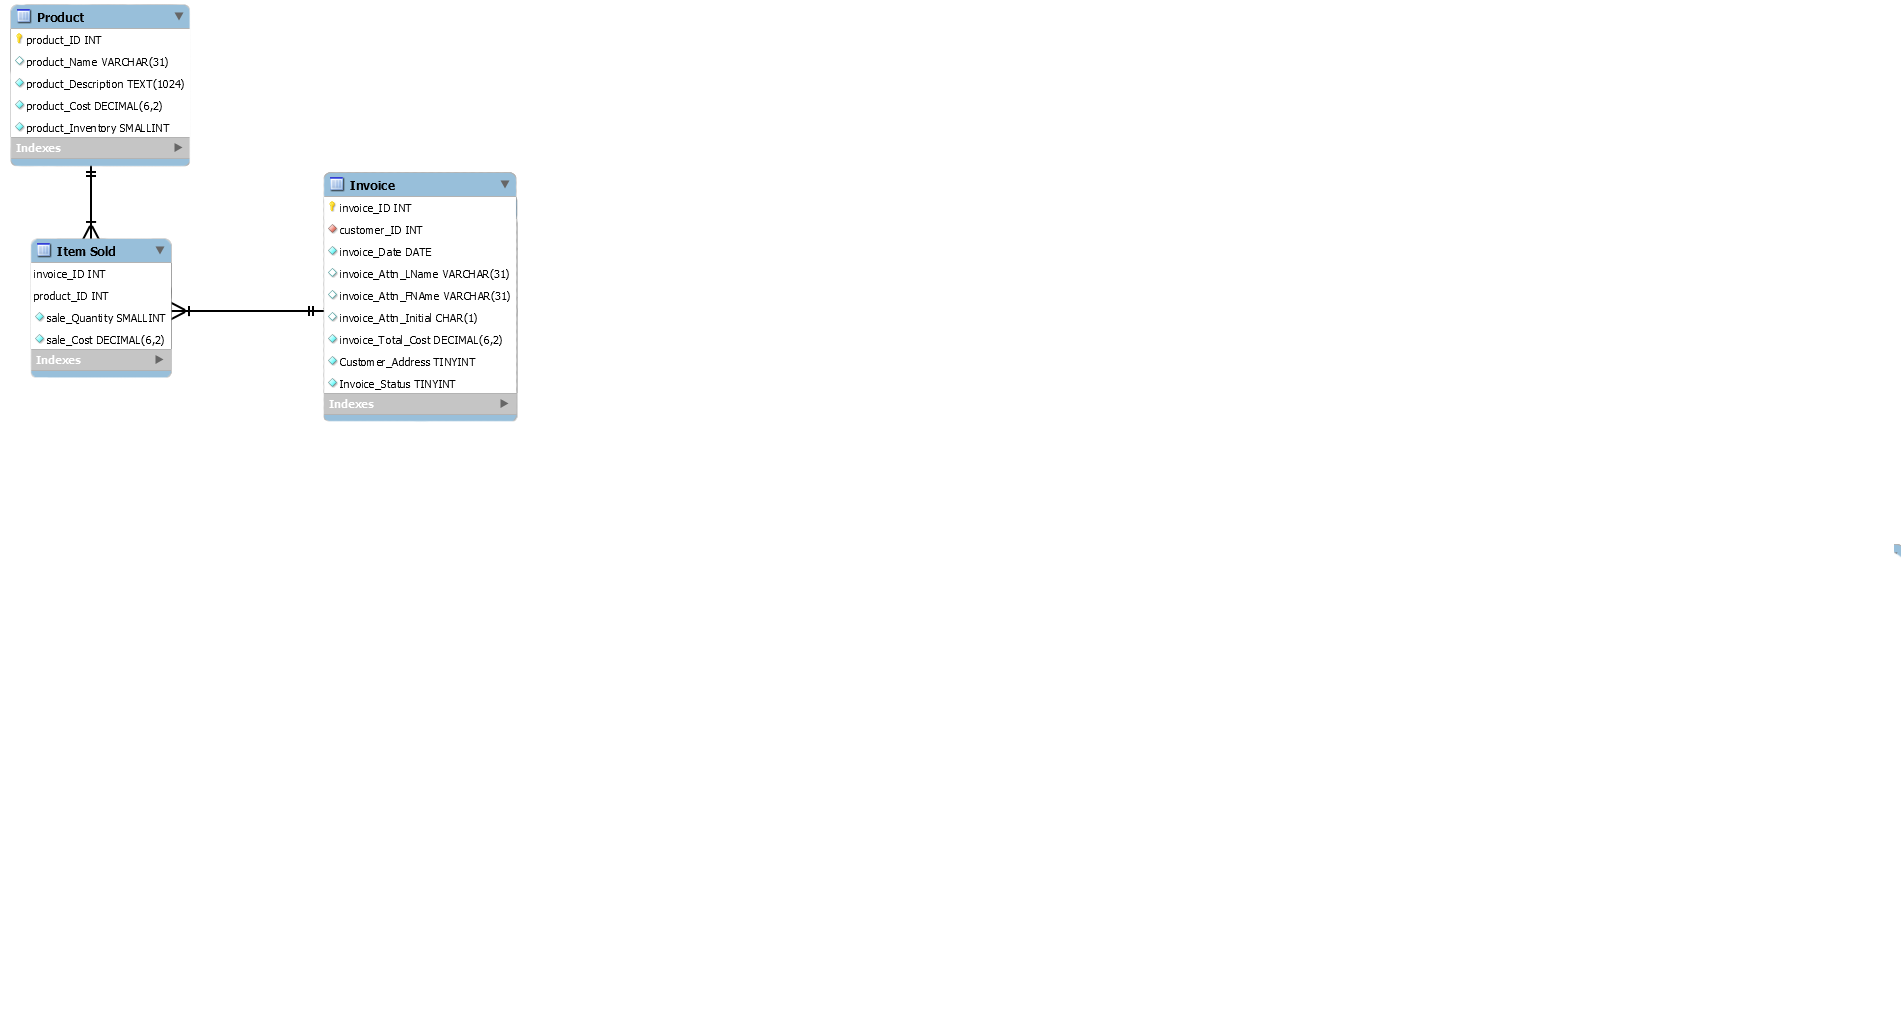 Product
product_ID INT
product_Name VARCHAR(31)
product_Description TEXT(1024)
product_Cost DECIMAL(6,2)
product_Inventory SMALLINT
Indexes
Item Sold
invoice_ID INT
product_ID INT
sale_Quantity SMALLINT
sale_Cost DECIMAL(6,2)
Indexes
Invoice
invoice_ID INT
customer_ID INT
invoice_Date DATE
invoice_Attn_LName VARCHAR(31)
invoice_Attn_FNAme VARCHAR(31)
invoice_Attn_Initial CHAR(1)
invoice_Total_Cost DECIMAL(6,2)
Customer_Address TINYINT
Invoice_Status TINYINT
Indexes